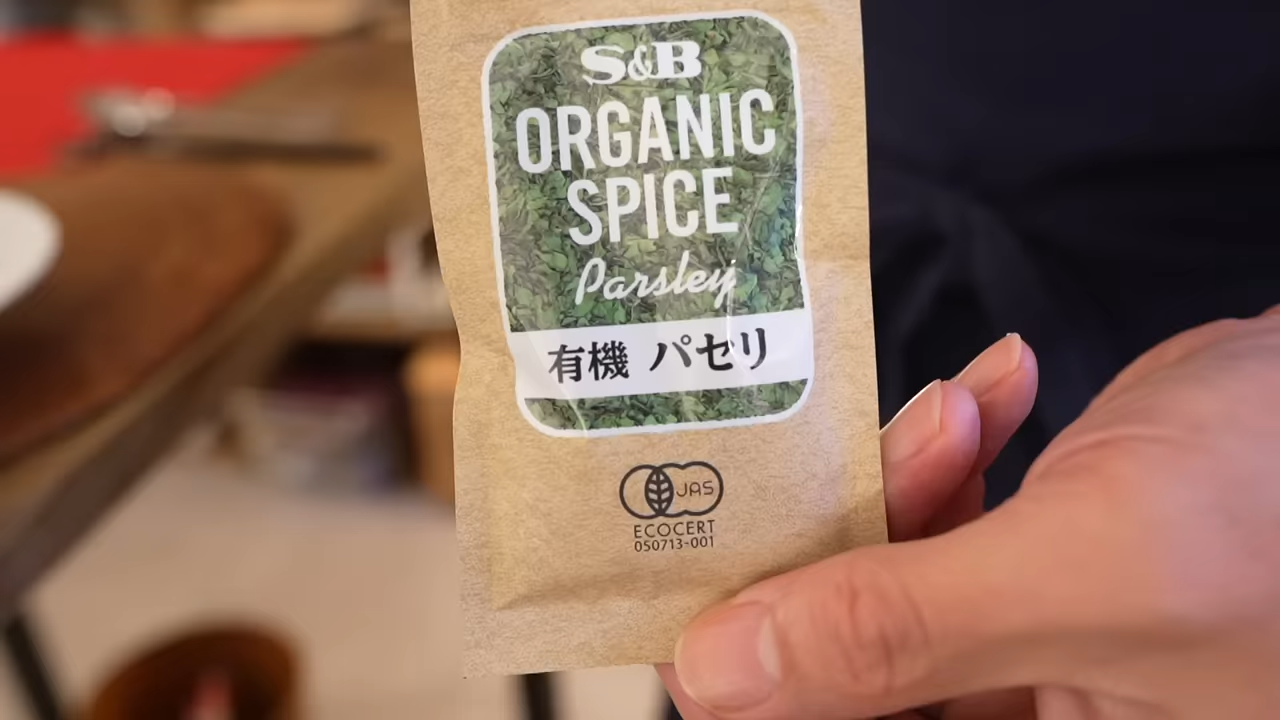 S&B
ORGANIC
SPICE
Parsley
有機 パセリ
JAS
ECOCERT
050713-001